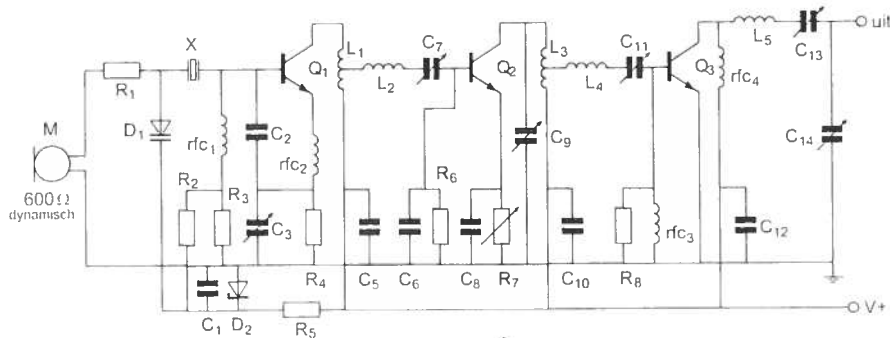 M
600Ω
dynamisch
R1
D1
X
rfc1
R2
R3
C1
D2
C2
C3
Q1
rfc2
R4
R5
L1
C5
L2
C7
C6
R6
Q2
C8
R7
C9
L3
C10
L4
C11
R8
rfc3
Q3
rfc4
C12
L5
C13
C14
uit
V+